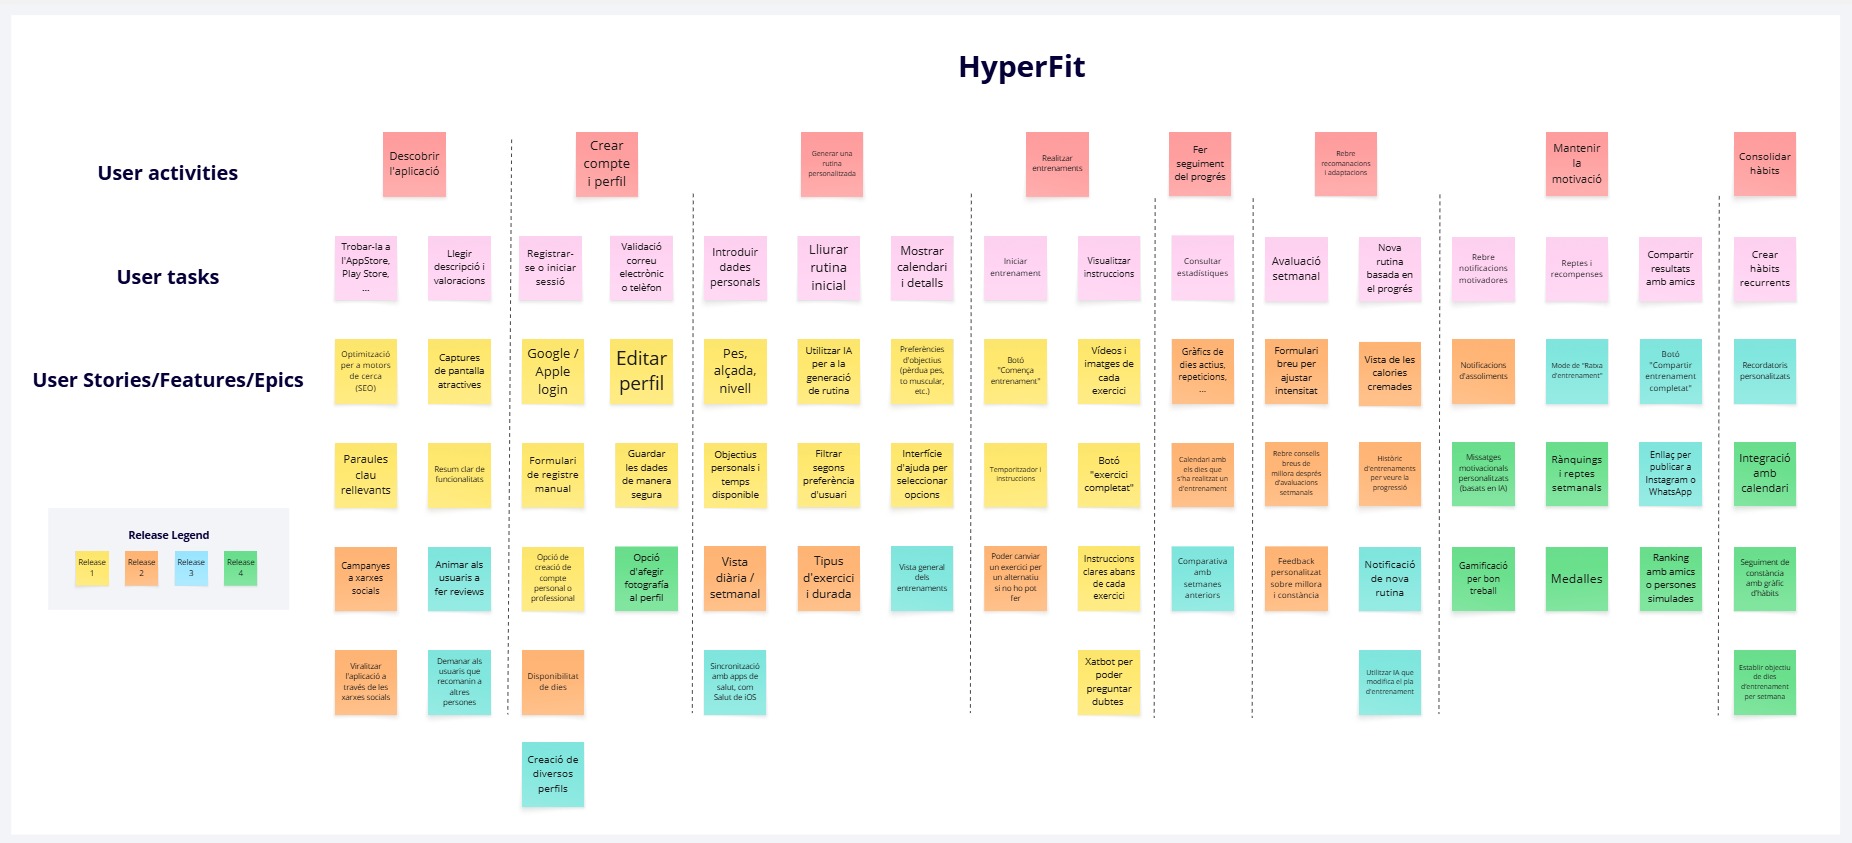 HyperFit
User activities
Descobrir
l'aplicació
Crear
compte
i perfil
Generar una
rutina
personalitzada
Realitzar
entrenaments
Fer
seguiment
del progrés
Rebre
recomanacions
i adaptacions
Mantenir
la
motivació
Consolidar
hàbits
User tasks
Trobar-la a
l'AppStore,
Play Store,
...
Llegir
descripció i
valoracions
Registrar-
se o iniciar
sessió
Validació
correu
electrònic
o telèfon
Introduir
dades
personals
Lliurar
rutina
inicial
Mostrar
calendari
i detalls
Iniciar
entrenament
Visualitzar
instruccions
Consultar
estadístiques
Avaluació
setmanal
Nova
rutina
basada en
el progrés
Rebre
notificacions
motivadores
Reptes i
recompenses
Compartir
resultats
amb amics
Crear
hàbits
recurrents
User Stories/Features/Epics
Optimització
per a motors
de cerca
(SEO)
Captures
de pantalla
atractives
Google /
Apple
login
Editar
perfil
Pes,
alçada,
nivell
Utilitzar IA
per a la
generació
de rutina
Preferències
d'objectius
(pèrdua pes,
to muscular,
etc.)
Botó
"Comença
entrenament"
Vídeos i
imatges de
cada
exercici
Gràfics de
dies actius,
repeticions,
...
Formulari
breu per
ajustar
intensitat
Vista de les
calories
cremades
Notificacions
d'assoliments
Mode de "Ratxa
d'entrenament"
Botó
"Compartir
entrenament
completat"
Recordatoris
personalitzats
Paraules
clau
rellevants
Resum clar de
funcionalitats
Formulari
de registre
manual
Guardar
les dades
de manera
segura
Objectius
personals i
temps
disponible
Filtrar
segons
preferència
d'usuari
Interfície
d'ajuda per
seleccionar
opcions
Temporitzador i
instruccions
Botó
"exercici
completat"
Calendari amb
els dies que
s'ha realitzat un
d'entrenament
Rebre consells
breus de
millora després
d'avaluacions
setmanals
Històric
d'entrenaments
per veure la
progressió
Missatges
motivacionals
personalitzats
(basats en IA)
Rànquings
i reptes
setmanals
Enllaç per
publicar a
Instagram o
WhatsApp
Integració
amb
calendari
Release Legend
Release
1
Release
2
Release
3
Release
4
Campanyes
a xarxes
socials
Animar als
usuaris a
fer reviews
Opció de
creació de
compte
personal o
professional
Opció
d'afegir
fotografía
al perfil
Vista
diària /
setmanal
Tipus
d'exercici
i durada
Vista general
dels
entrenaments
Poder canviar
un exercici per
un alternatiu
si no ho pot
fer
Instruccions
clares abans
de cada
exercici
Comparativa
amb
setmanes
anteriors
Feedback
personalitzat
sobre millora
i constància
Notificació
de nova
rutina
Gamificació
per bon
treball
Medalles
Ranking
amb amics
o persones
simulades
Seguiment de
constància
amb gràfic
d'hàbits
Viralitzar
l'aplicació a
través de les
xarxes socials
Demanar als
usuaris que
recomanin a
altres
persones
Disponibilitat
de dies
Sincronització
amb apps de
salut, com
Salut de iOS
Xatbot per
poder
preguntar
dubtes
Utilitzar IA que
modifica el pla
d'entrenament
Establir objectiu
de dies
d'entrenament
per setmana
Creació de
diversos
perfils